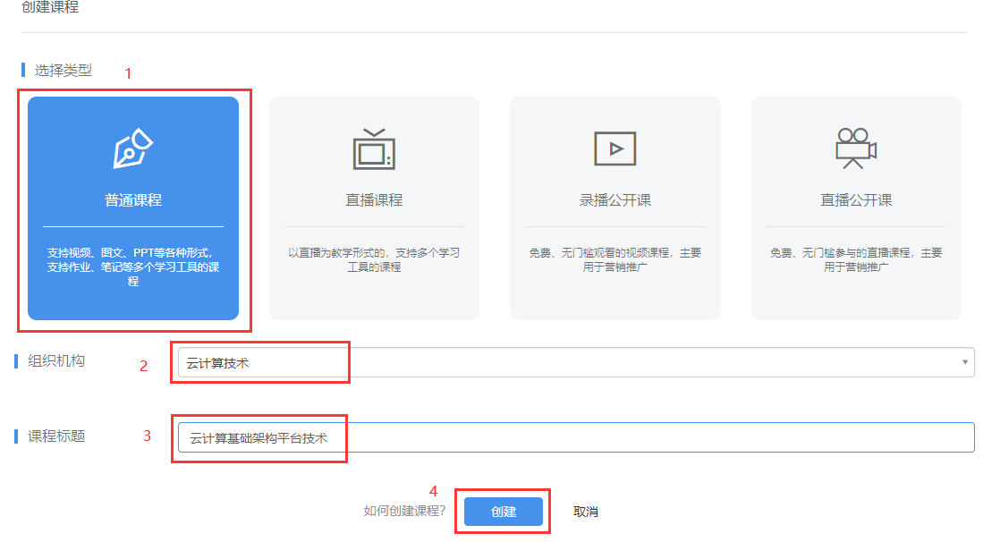 创建课程
选择类型
1
普通课程
支持视频、图文、PPT等各种形式，
支持作业、笔记等多个学习工具的课
程
直播课程
以直播为教学形式的，支持多个学习
工具的课程
录播公开课
免费、无门槛观看的视频课程，主要
用于营销推广
直播公开课
免费、无门槛参与的直播课程，主要
用于营销推广
组织机构
2
云计算技术
课程标题
3
云计算基础架构平台技术
4
如何创建课程?
创建
取消